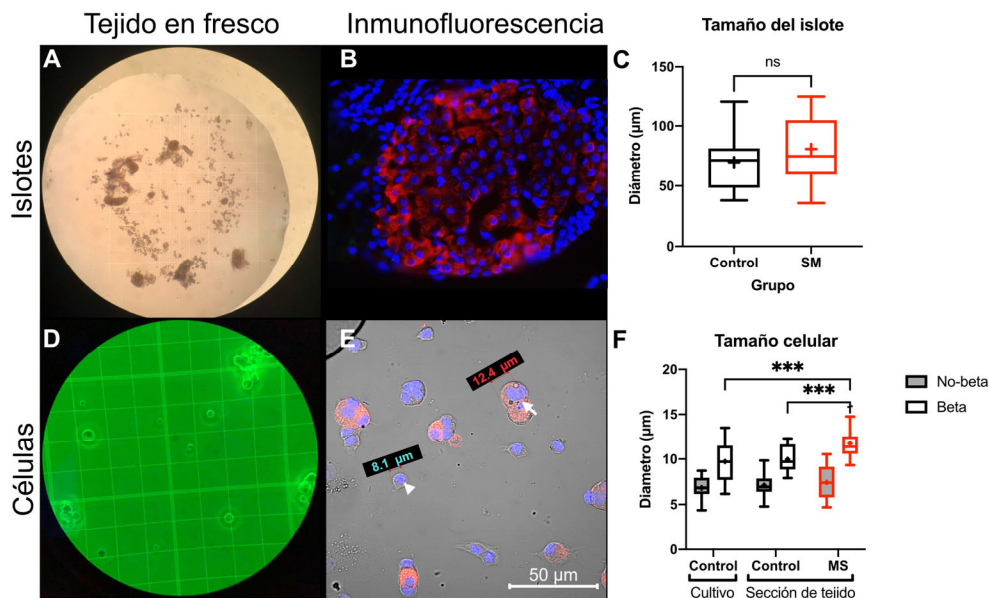 Tejido en fresco
Inmunofluorescencia
Islotes
Células
A
B
C
Tamaño del islote
ns
Diámetro (μm)
150
100
50
0
Control
SM
Grupo
D
E
12.4 μm
8.1 μm
50 μm
F
Tamaño celular
***
***
Diametro (μm)
20
15
10
5
0
Control
Control
MS
Cultivo
Sección de tejido
No-beta
Beta